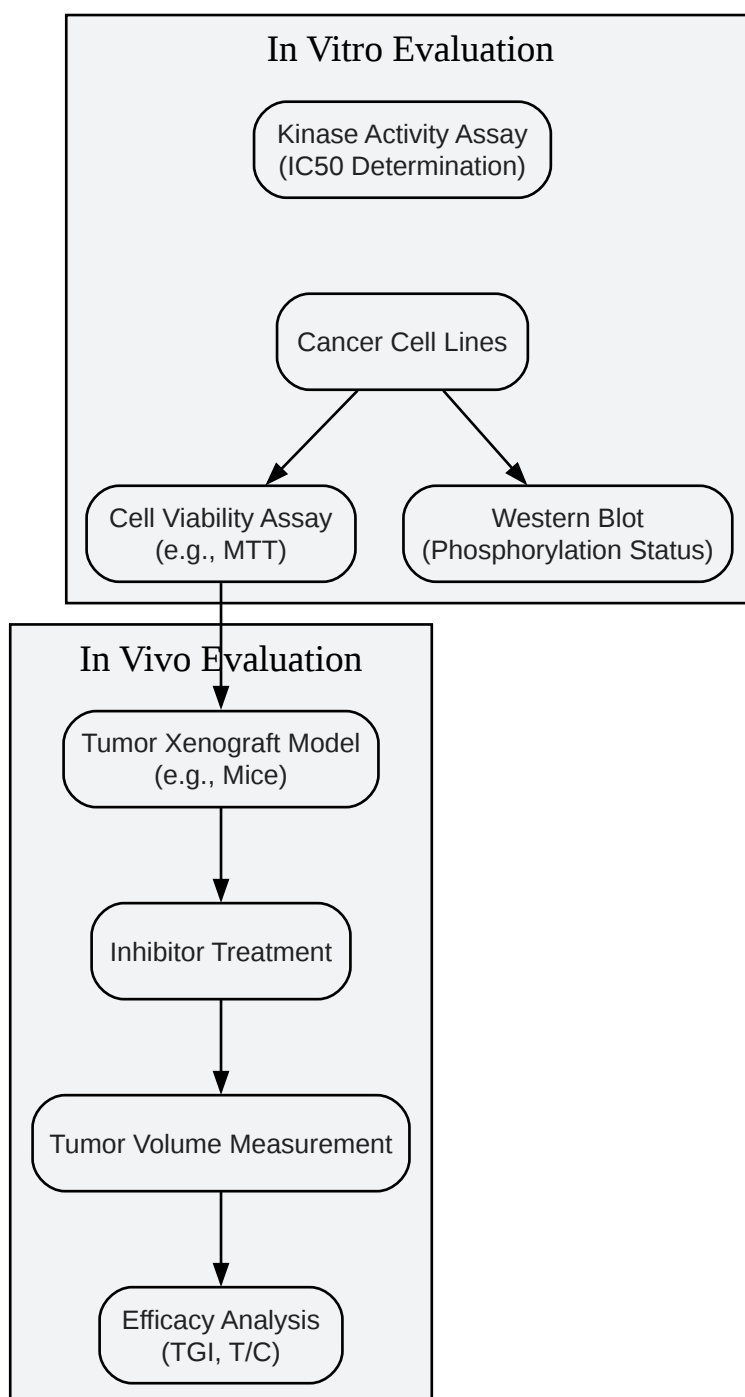 In Vitro Evaluation
Kinase Activity Assay
(IC50 Determination)
Cancer Cell Lines
Cell Viability Assay
(e.g., MTT)
Western Blot
(Phosphorylation Status)
In Vivo Evaluation
Tumor Xenograft Model
(e.g., Mice)
Inhibitor Treatment
Tumor Volume Measurement
Efficacy Analysis
(TGI, T/C)